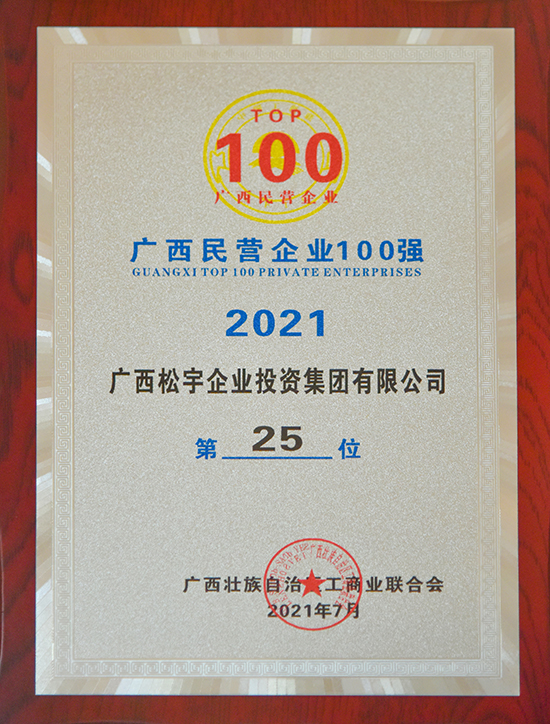 TOP
100
广西民营企业
广西民营企业100强
GUANGXI TOP 100 PRIVATE ENTERPRISES
2021
广西松宇企业投资集团有限公司
第 25 位
广西壮族自治 工商业联合会
2021年7月